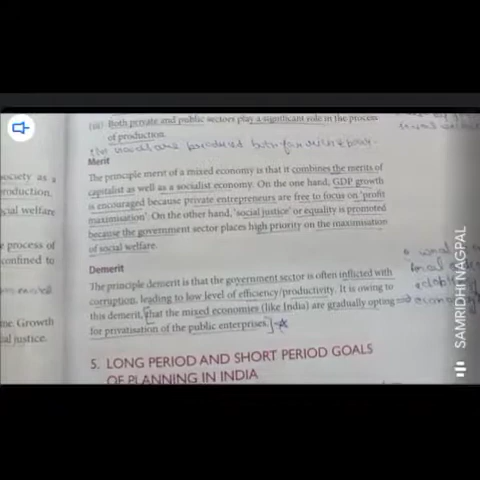 (iii) Both private and public sectors play a significant role in the process
of production.
Merit
The principle merit of a mixed economy is that it combines the merits of
capitalist as well as a socialist economy. On the one hand, GDP growth
is encouraged because private entrepreneurs are free to focus on 'profit
maximisation'. On the other hand, 'social justice' or equality is promoted
because the government sector places high priority on the maximisation
of social welfare.
Demerit
The principle demerit is that the government sector is often inflicted with
corruption, leading to low level of efficiency/productivity. It is owing to
this demerit, [that the mixed economies (like India) are gradually opting
for privatisation of the public enterprises.]
5. LONG PERIOD AND SHORT PERIOD GOALS
OF PLANNING IN INDIA
society as a
roduction.
cial welfare
e process of
confined to
me. Growth
ial justice.
SAMRIDHI NAGPAL